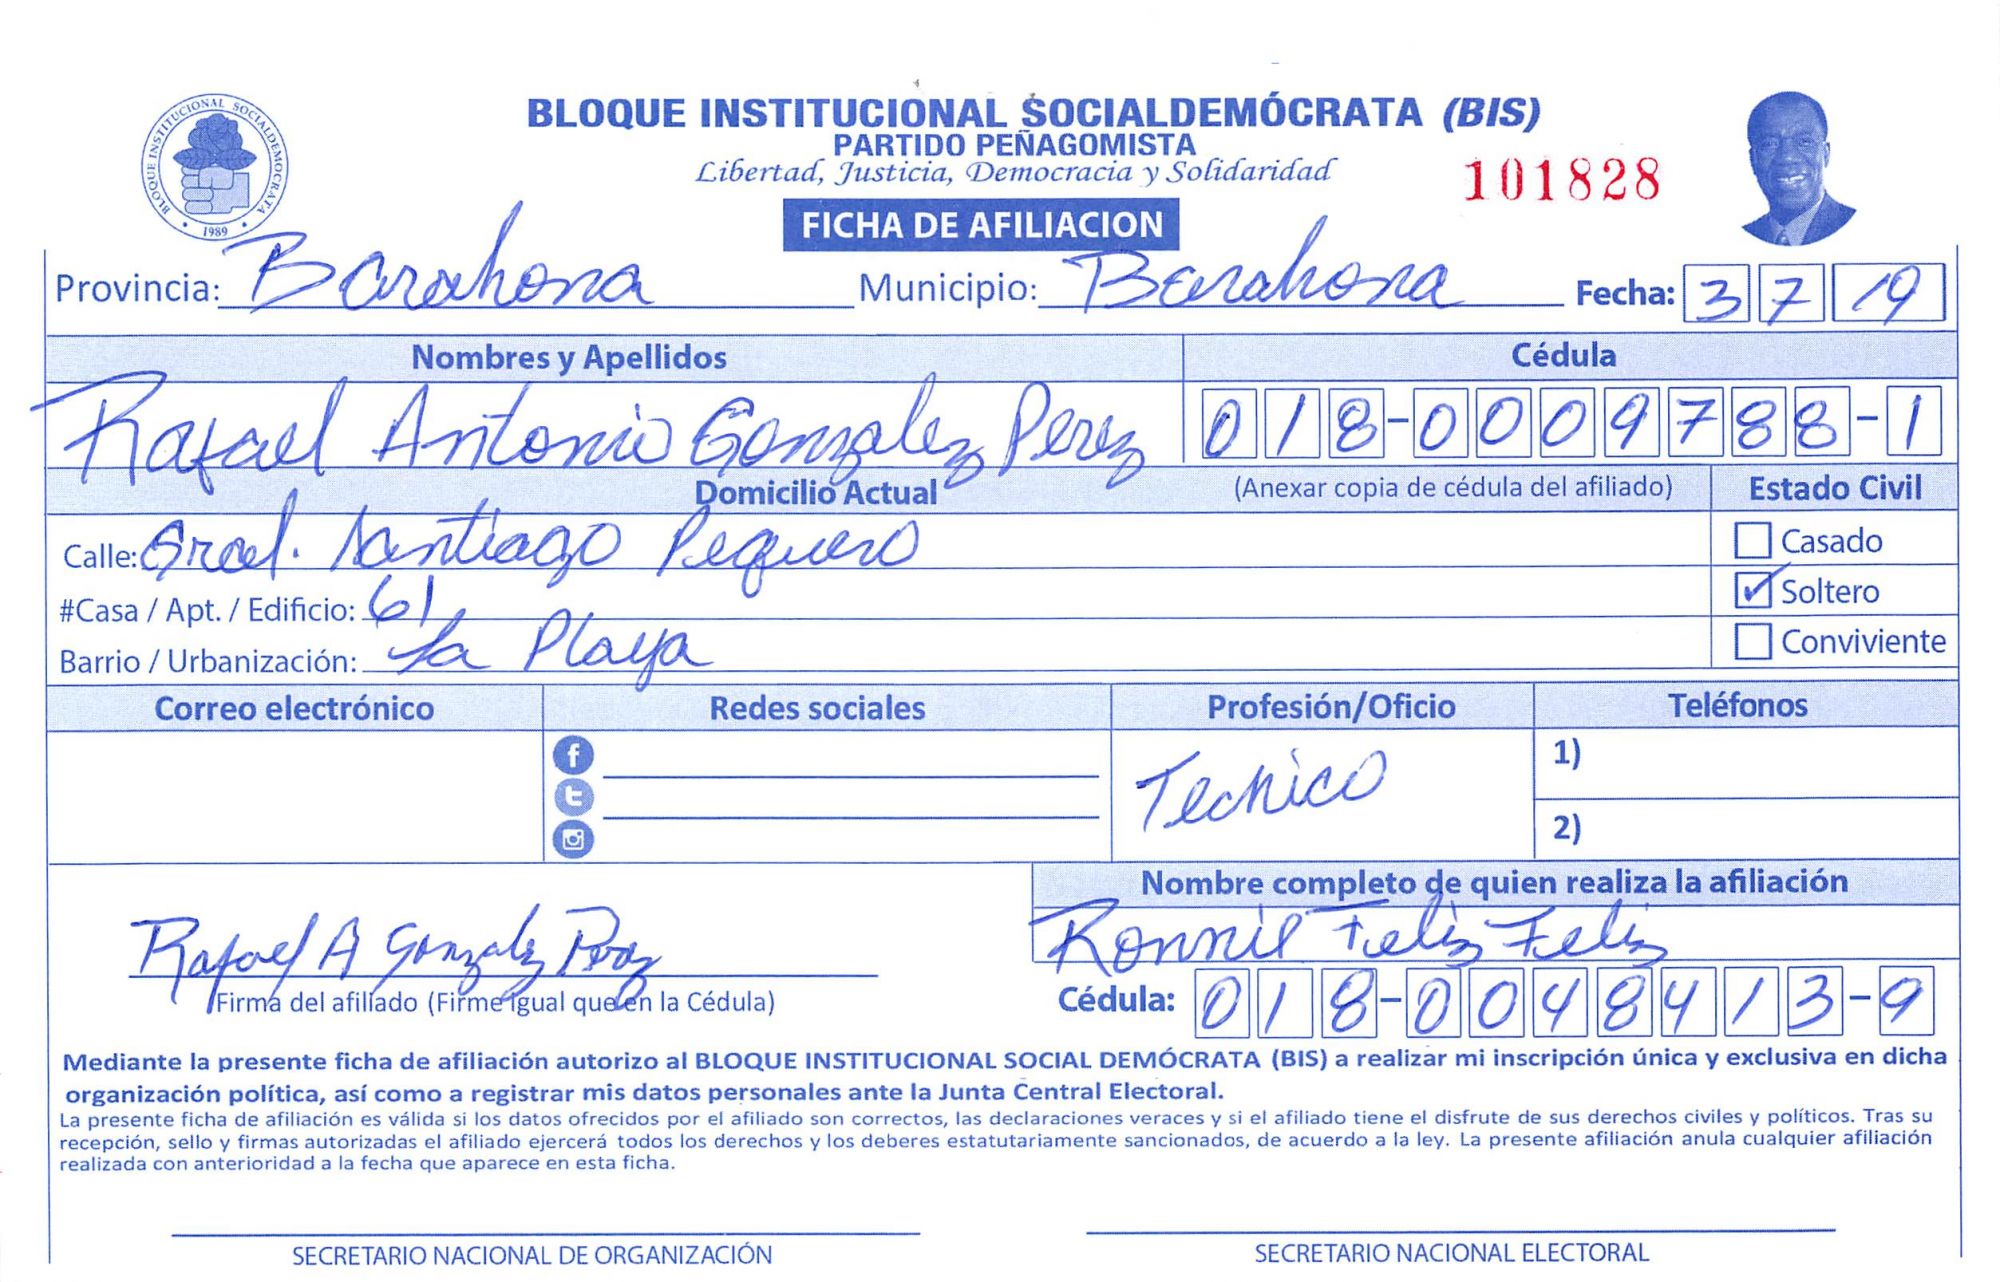 BLOQUE INSTITUCIONAL SOCIALDEMOCRATA
1989
BLOQUE INSTITUCIONAL SOCIALDEMÓCRATA (BIS)
PARTIDO PEÑAGOMISTA
Libertad, Justicia, Democracia y Solidaridad
101828
FICHA DE AFILIACION
Provincia: Barahona Municipio: Barahona Fecha: 3 7 19
Nombres y Apellidos Cédula
Rafael Antonio Gonzalez Perez 018-0009788-1
Domicilio Actual (Anexar copia de cédula del afiliado) Estado Civil
Calle: Gral. Santiago Peguero Casado
#Casa / Apt. / Edificio: 61 Soltero
Barrio / Urbanización: La Playa Conviviente
Correo electrónico Redes sociales Profesión/Oficio Teléfonos
Technico 1)
2)
Nombre completo de quien realiza la afiliación
Rafael A Gonzalez Perez Ronnie Feliz Feliz
Firma del afiliado (Firme igual que en la Cédula) Cédula: 018-0048413-9
Mediante la presente ficha de afiliación autorizo al BLOQUE INSTITUCIONAL SOCIAL DEMÓCRATA (BIS) a realizar mi inscripción única y exclusiva en dicha
organización política, así como a registrar mis datos personales ante la Junta Central Electoral.
La presente ficha de afiliación es válida si los datos ofrecidos por el afiliado son correctos, las declaraciones veraces y si el afiliado tiene el disfrute de sus derechos civiles y políticos. Tras su
recepción, sello y firmas autorizadas el afiliado ejercerá todos los derechos y los deberes estatutariamente sancionados, de acuerdo a la ley. La presente afiliación anula cualquier afiliación
realizada con anterioridad a la fecha que aparece en esta ficha.
SECRETARIO NACIONAL DE ORGANIZACIÓN SECRETARIO NACIONAL ELECTORAL